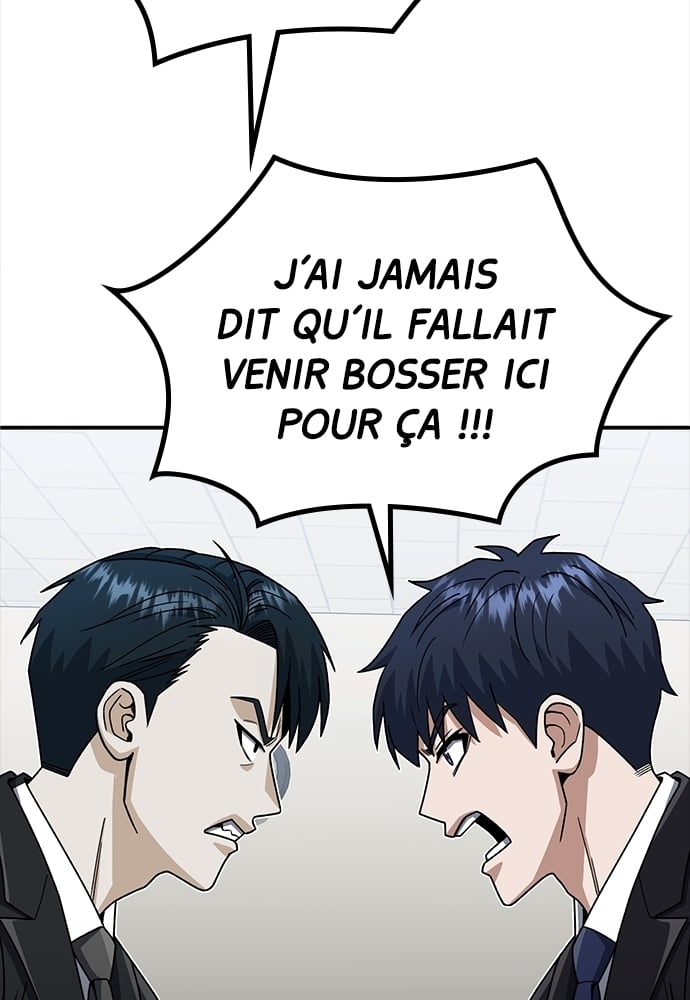 J'AI JAMAIS
DIT QU'IL FALLAIT
VENIR BOSSER ICI
POUR ÇA !!!